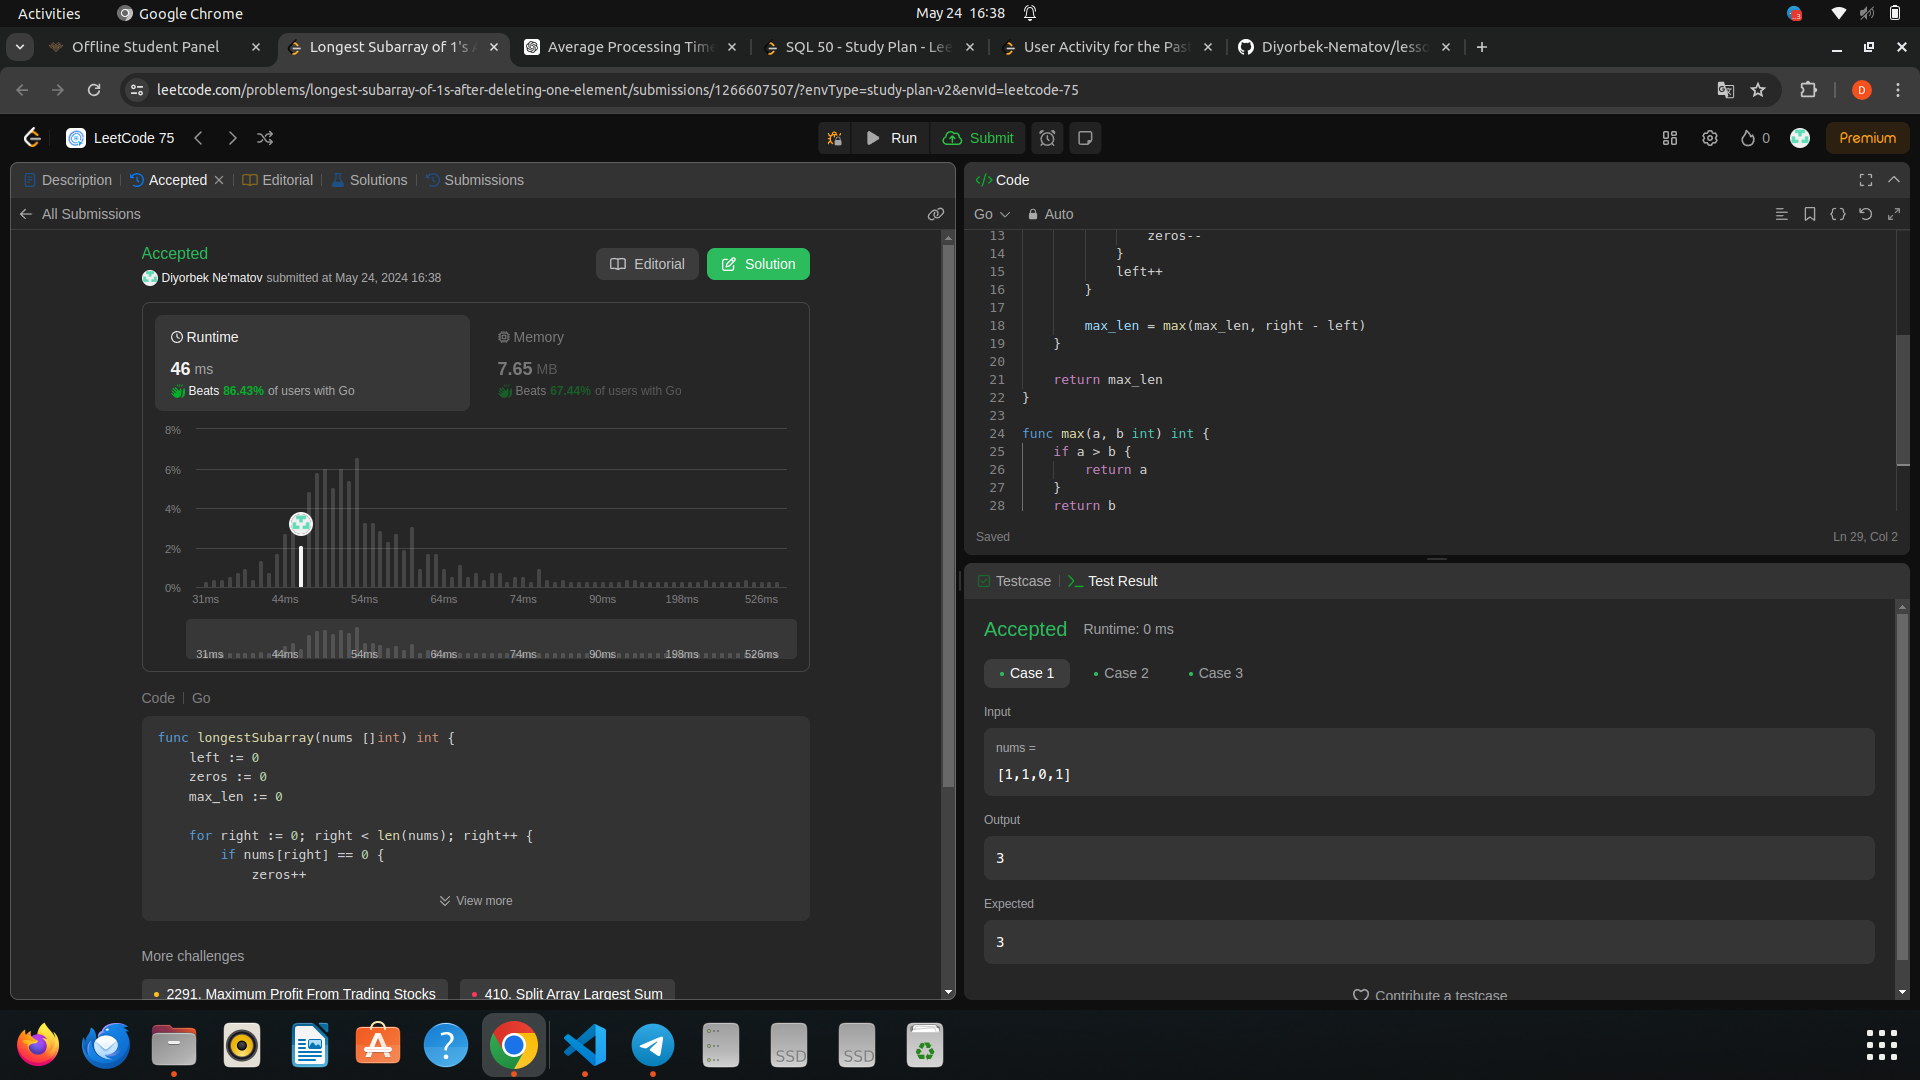 Activities
Google Chrome
May 24 16:38
Offline Student Panel
Longest Subarray of 1's
Average Processing Time
SQL 50 - Study Plan - Lee
User Activity for the Pas
Diyorbek-Nematov/lesso
leetcode.com/problems/longest-subarray-of-1s-after-deleting-one-element/submissions/1266607507/?envType=study-plan-v2&envId=leetcode-75
D
LeetCode 75
Run
Submit
0
Premium
Description
Accepted
Editorial
Solutions
Submissions
All Submissions
Accepted
Diyorbek Ne'matov submitted at May 24, 2024 16:38
Editorial
Solution
Runtime
46 ms
Beats 86.43% of users with Go
Memory
7.65 MB
Beats 67.44% of users with Go
8%
6%
4%
2%
0%
31ms 44ms 54ms 64ms 74ms 90ms 198ms 526ms
31ms 44ms 54ms 64ms 74ms 90ms 198ms 526ms
Code | Go
func longestSubarray(nums []int) int {
left := 0
zeros := 0
max_len := 0
for right := 0; right < len(nums); right++ {
if nums[right] == 0 {
zeros++
View more
More challenges
2291. Maximum Profit From Trading Stocks
410. Split Array Largest Sum
</>Code
Go
Auto
13 zeros--
14 }
15 left++
16 }
17
18 max_len = max(max_len, right - left)
19 }
20
21 return max_len
22 }
23
24 func max(a, b int) int {
25 if a > b {
26 return a
27 }
28 return b
Saved
Ln 29, Col 2
Testcase
Test Result
Accepted
Runtime: 0 ms
Case 1
Case 2
Case 3
Input
nums =
[1,1,0,1]
Output
3
Expected
3
Contribute a testcase
SSD
SSD